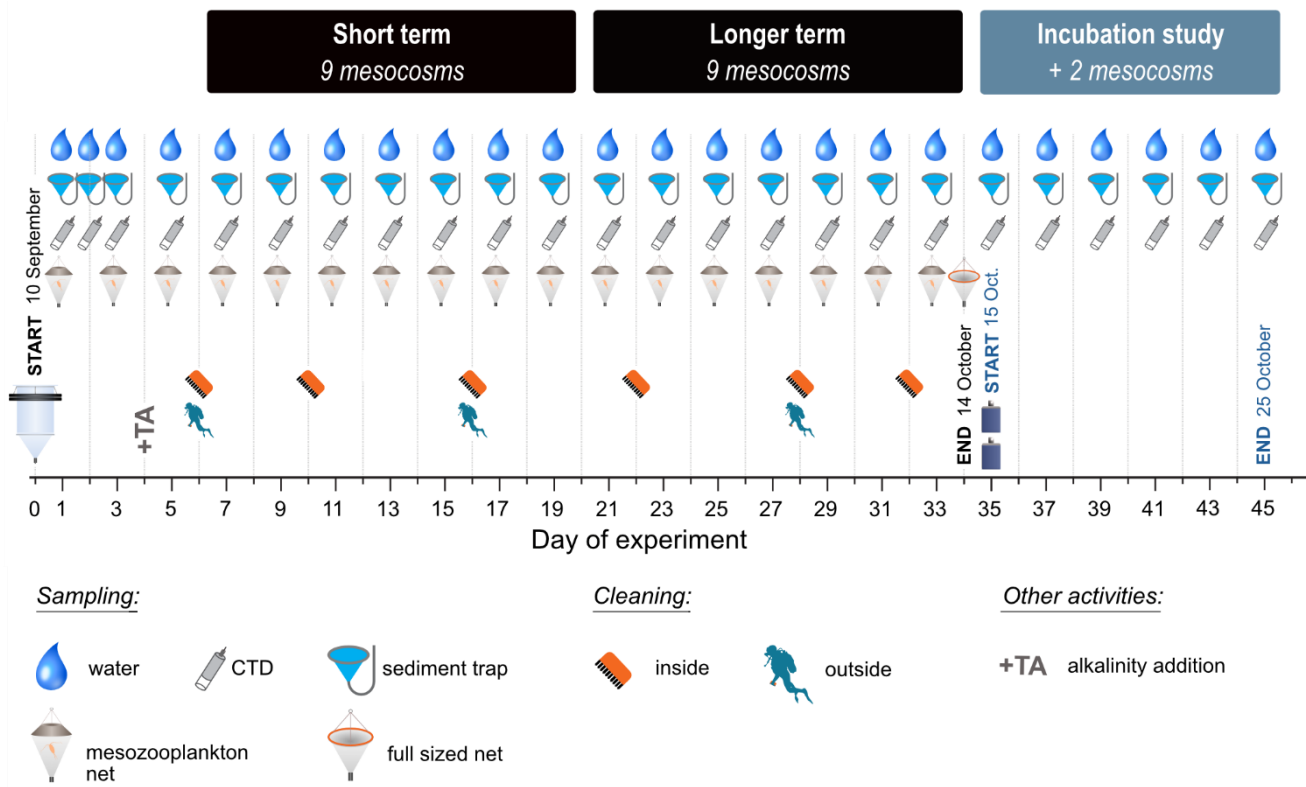 Short term
9 mesocosms
Longer term
9 mesocosms
Incubation study
+ 2 mesocosms
START 10 September
+TA
END 14 October
START 15 Oct.
END 25 October
0 1 3 5 7 9 11 13 15 17 19 21 23 25 27 29 31 33 35 37 39 41 43 45
Day of experiment
Sampling:
water
CTD
sediment trap
mesozooplankton
net
full sized net
Cleaning:
inside
outside
Other activities:
+TA alkalinity addition